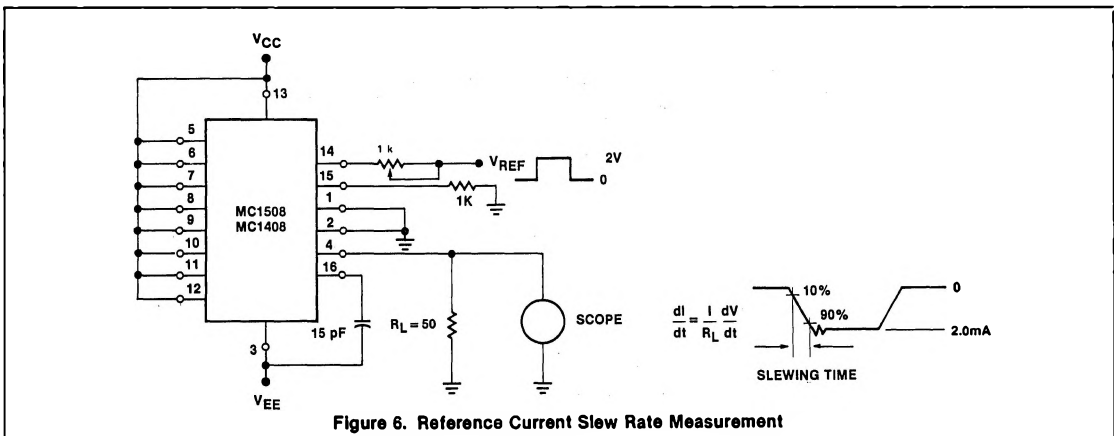 VCC
13
5
6
7
8
9
10
11
12
MC1508
MC1408
14
15
1
2
4
16
3
1 k
VREF
2V
0
1K
15 pF
RL = 50
SCOPE
VEE
dI/dt = I/RL dV/dt
10%
90%
0
2.0mA
SLEWING TIME
Figure 6. Reference Current Slew Rate Measurement